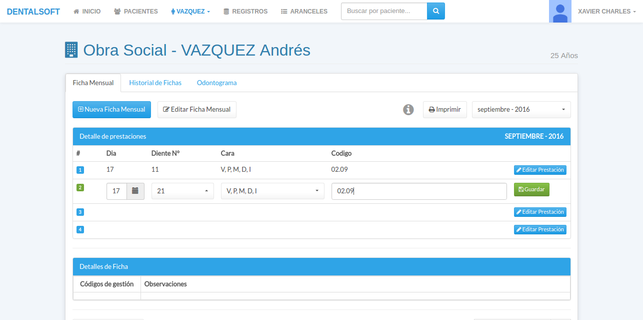 DENTALSOFT INICIO PACIENTES VAZQUEZ REGISTROS ARANCELES Buscar por paciente... XAVIER CHARLES
Obra Social - VAZQUEZ Andrés
25 Años
Ficha Mensual Historial de Fichas Odontograma
Nueva Ficha Mensual Editar Ficha Mensual Imprimir septiembre - 2016
Detalle de prestaciones SEPTIEMBRE - 2016
# Dia Diente Nº Cara Codigo
1 17 11 V, P, M, D, I 02.09 Editar Prestación
2 17 21 V, P, M, D, I 02.09 Guardar
3 Editar Prestación
4 Editar Prestación
Detalles de Ficha
Códigos de gestión Observaciones